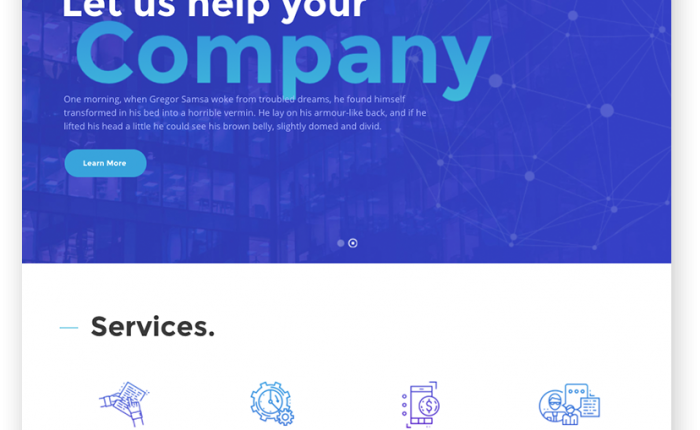 Let us help your
Company
One morning, when Gregor Samsa woke from troubled dreams, he found himself
transformed in his bed into a horrible vermin. He lay on his armour-like back, and if he
lifted his head a little he could see his brown belly, slightly domed and divid.
Learn More
Services.